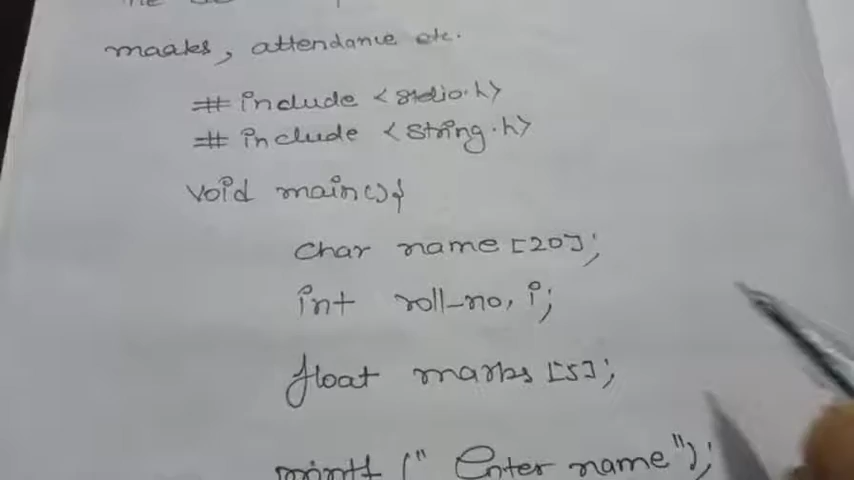 marks, attendance etc.
# include <stdio.h>
# include <string.h>
void main(){
char name [20];
int roll_no, i;
float marks [5];
printf (" Enter name");